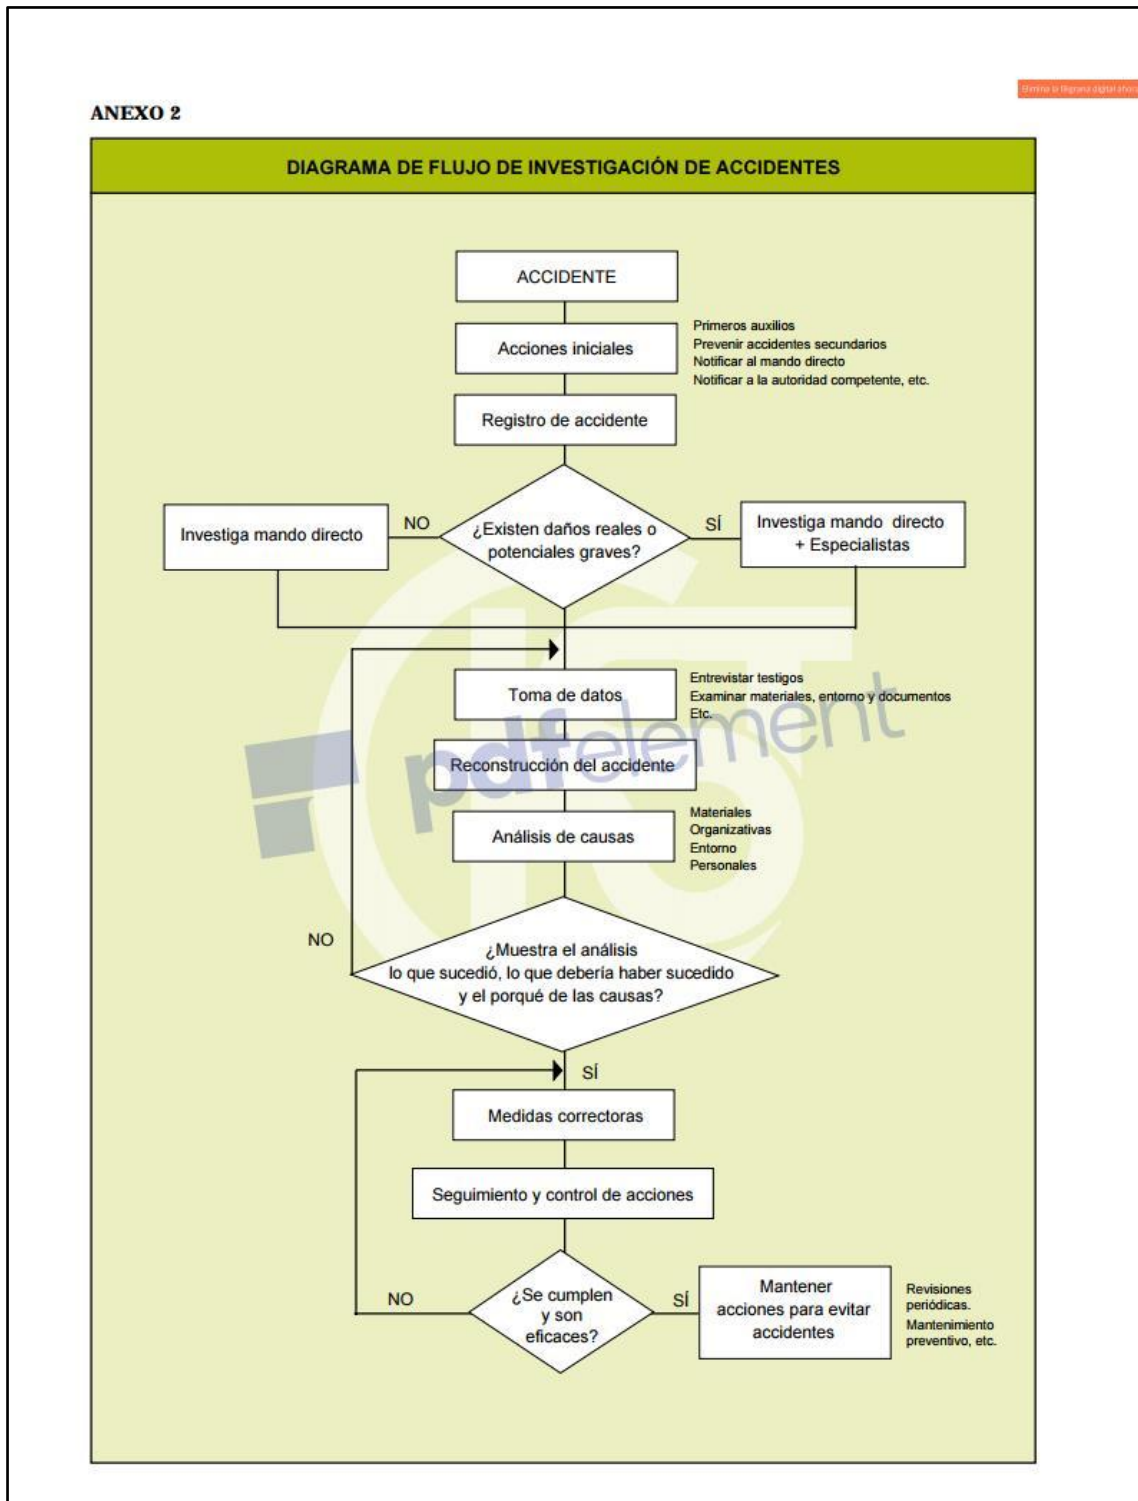 Elimina la filigrana digital ahora
ANEXO 2
DIAGRAMA DE FLUJO DE INVESTIGACIÓN DE ACCIDENTES
ACCIDENTE
Acciones iniciales
Primeros auxilios
Prevenir accidentes secundarios
Notificar al mando directo
Notificar a la autoridad competente, etc.
Registro de accidente
Investiga mando directo
NO
¿Existen daños reales o
potenciales graves?
SÍ
Investiga mando directo
+ Especialistas
Toma de datos
Entrevistar testigos
Examinar materiales, entorno y documentos
Etc.
pdfelement
Reconstrucción del accidente
Análisis de causas
Materiales
Organizativas
Entorno
Personales
NO
¿Muestra el análisis
lo que sucedió, lo que debería haber sucedido
y el porqué de las causas?
SÍ
Medidas correctoras
Seguimiento y control de acciones
NO
¿Se cumplen
y son
eficaces?
SÍ
Mantener
acciones para evitar
accidentes
Revisiones
periódicas.
Mantenimiento
preventivo, etc.